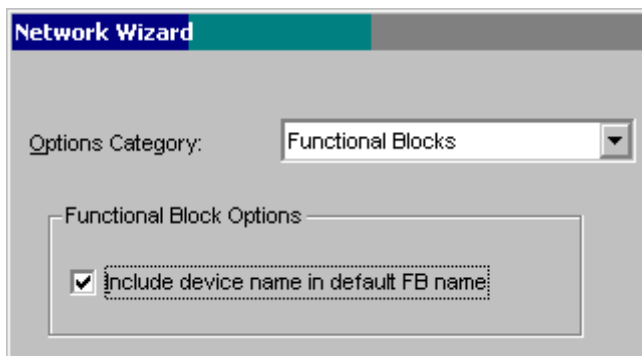 Network Wizard
Options Category: Functional Blocks
Functional Block Options
Include device name in default FB name